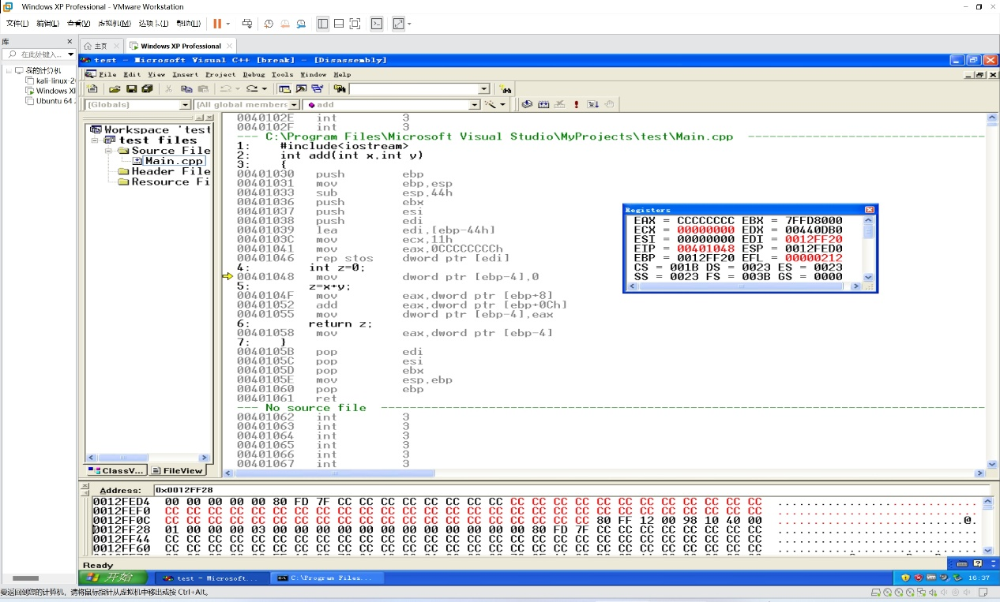 Windows XP Professional - VMware Workstation
文件(F) 编辑(E) 查看(V) 虚拟机(M) 选项卡(T) 帮助(H)
库
在此处键入...
我的计算机
kali-linux-2
Windows X
Ubuntu 64
主页
Windows XP Professional
test - Microsoft Visual C++ [break] - [Disassembly]
File Edit View Insert Project Debug Tools Window Help
(Globals) [All global members add
Workspace 'test
test files
Source File
Main.cpp
Header File
Resource Fi
ClassV...
FileView
0040102E int 3
0040102F int 3
--- C:\Program Files\Microsoft Visual Studio\MyProjects\test\Main.cpp
1: #include<iostream>
2: int add(int x,int y)
3: {
00401030 push ebp
00401031 mov ebp,esp
00401033 sub esp,44h
00401036 push ebx
00401037 push esi
00401038 push edi
00401039 lea edi,[ebp-44h]
0040103C mov ecx,11h
00401041 mov eax,0CCCCCCCCh
00401046 rep stos dword ptr [edi]
4: int z=0;
00401048 mov dword ptr [ebp-4],0
5: z=x+y;
0040104F mov eax,dword ptr [ebp+8]
00401052 add eax,dword ptr [ebp+0Ch]
00401055 mov dword ptr [ebp-4],eax
6: return z;
00401058 mov eax,dword ptr [ebp-4]
7: }
0040105B pop edi
0040105C pop esi
0040105D pop ebx
0040105E mov esp,ebp
00401060 pop ebp
00401061 ret
--- No source file
00401062 int 3
00401063 int 3
00401064 int 3
00401065 int 3
00401066 int 3
00401067 int 3
Registers
EAX = CCCCCCCC EBX = 7FFD8000
ECX = 00000000 EDX = 00440DB0
ESI = 00000000 EDI = 0012FF20
EIP = 00401048 ESP = 0012FED0
EBP = 0012FF20 EFL = 00000212
CS = 001B DS = 0023 ES = 0023
SS = 0023 FS = 003B GS = 0000
Address: 0x0012FF28
0012FED4 00 00 00 00 00 80 FD 7F CC CC CC CC CC CC CC CC CC CC CC CC CC CC CC CC CC CC CC CC
0012FEF0 CC CC CC CC CC CC CC CC CC CC CC CC CC CC CC CC CC CC CC CC CC CC CC CC CC CC CC CC
0012FF0C CC CC CC CC CC CC CC CC CC CC CC CC CC CC CC CC CC CC CC CC 80 FF 12 00 98 10 40 00 @.
0012FF28 01 00 00 00 03 00 00 00 00 00 00 00 00 00 00 00 00 80 FD 7F CC CC CC CC CC CC CC CC
0012FF44 CC CC CC CC CC CC CC CC CC CC CC CC CC CC CC CC CC CC CC CC CC CC CC CC CC CC CC CC
0012FF60 CC CC CC CC CC CC CC CC CC CC CC CC CC CC CC CC CC CC CC CC CC CC CC CC CC CC CC CC
Ready
开始
test - Microsoft...
C:\Program Files...
16:37
要返回到您的计算机，请将鼠标指针从虚拟机中移出或按 Ctrl+Alt。